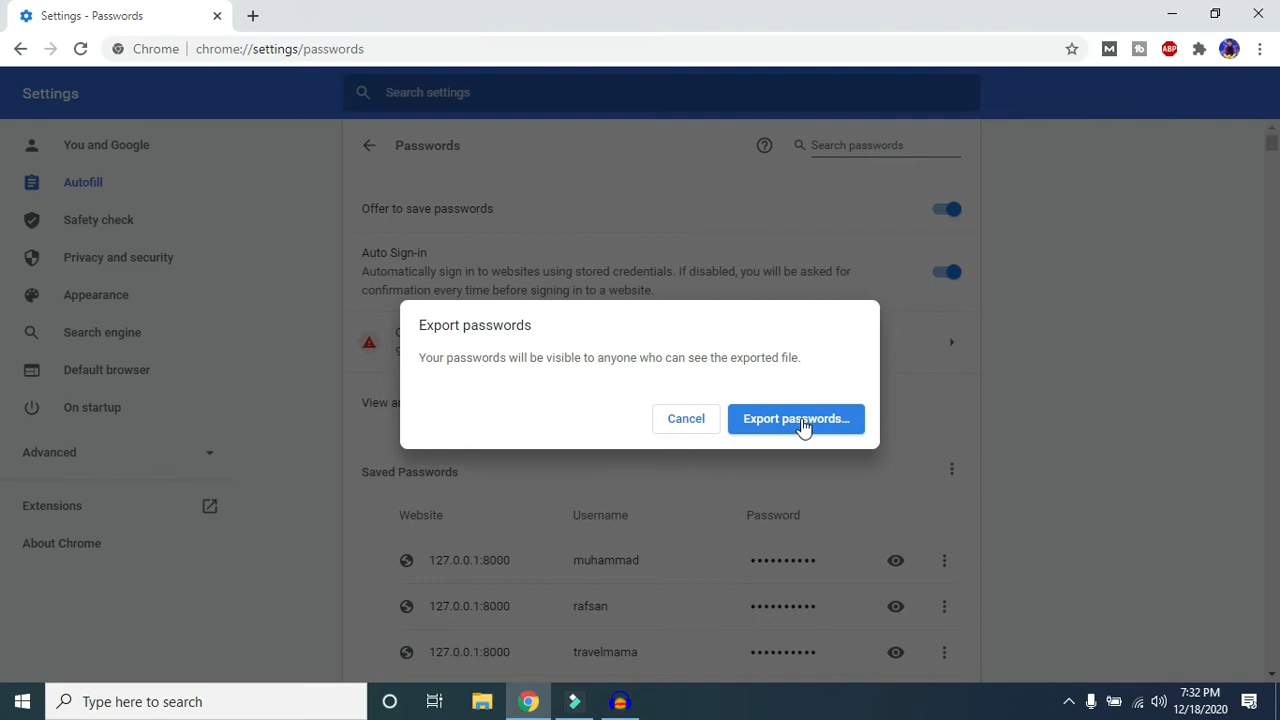 Settings - Passwords
Chrome | chrome://settings/passwords
M
tb
ABP
Settings
Search settings
You and Google
Autofill
Safety check
Privacy and security
Appearance
Search engine
Default browser
On startup
Advanced
Extensions
About Chrome
Passwords
Search passwords
Offer to save passwords
Auto Sign-in
Automatically sign in to websites using stored credentials. If disabled, you will be asked for
confirmation every time before signing in to a website.
Export passwords
Your passwords will be visible to anyone who can see the exported file.
Cancel
Export passwords...
View
Saved Passwords
Website Username Password
127.0.0.1:8000 muhammad ••••••••••
127.0.0.1:8000 rafsan ••••••••••
127.0.0.1:8000 travelmama ••••••••••
Type here to search
7:32 PM
12/18/2020